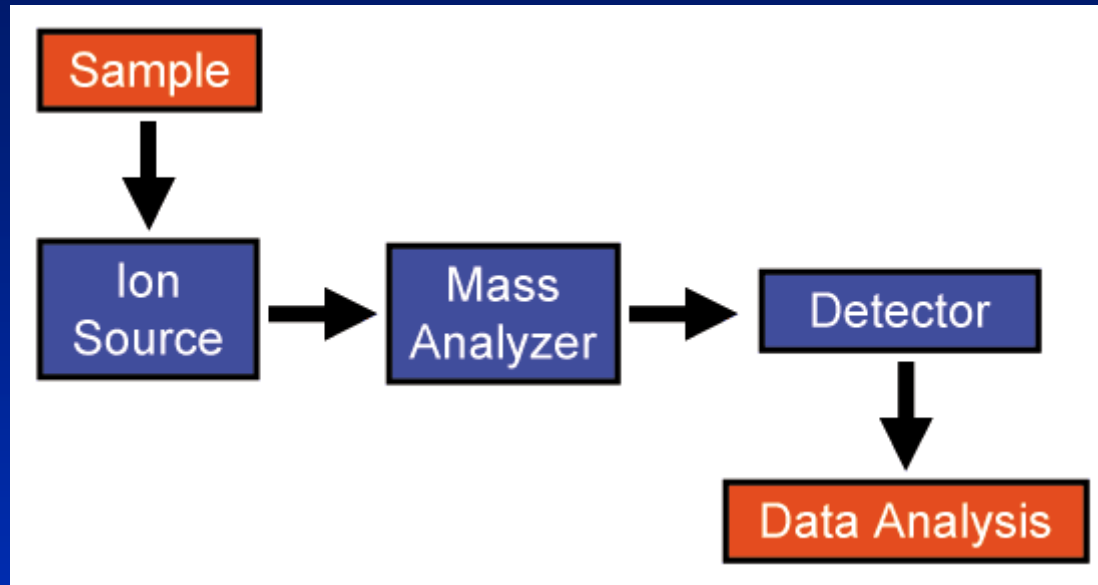 Sample
Ion
Source
Mass
Analyzer
Detector
Data Analysis